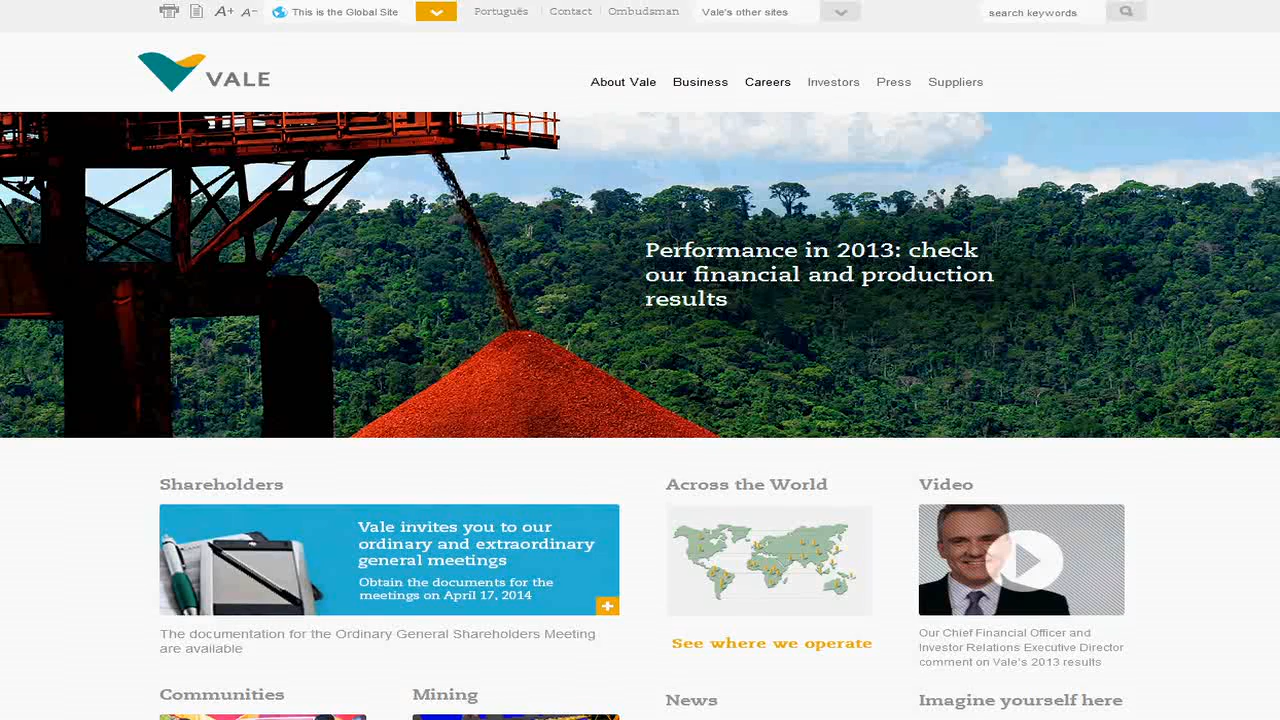 A+ A- This is the Global Site Português Contact Ombudsman Vale's other sites search keywords
VALE
About Vale Business Careers Investors Press Suppliers
Performance in 2013: check
our financial and production
results
Shareholders
Vale invites you to our
ordinary and extraordinary
general meetings
Obtain the documents for the
meetings on April 17, 2014
The documentation for the Ordinary General Shareholders Meeting
are available
Across the World
See where we operate
Video
Our Chief Financial Officer and
Investor Relations Executive Director
comment on Vale's 2013 results
Communities
Mining
News
Imagine yourself here